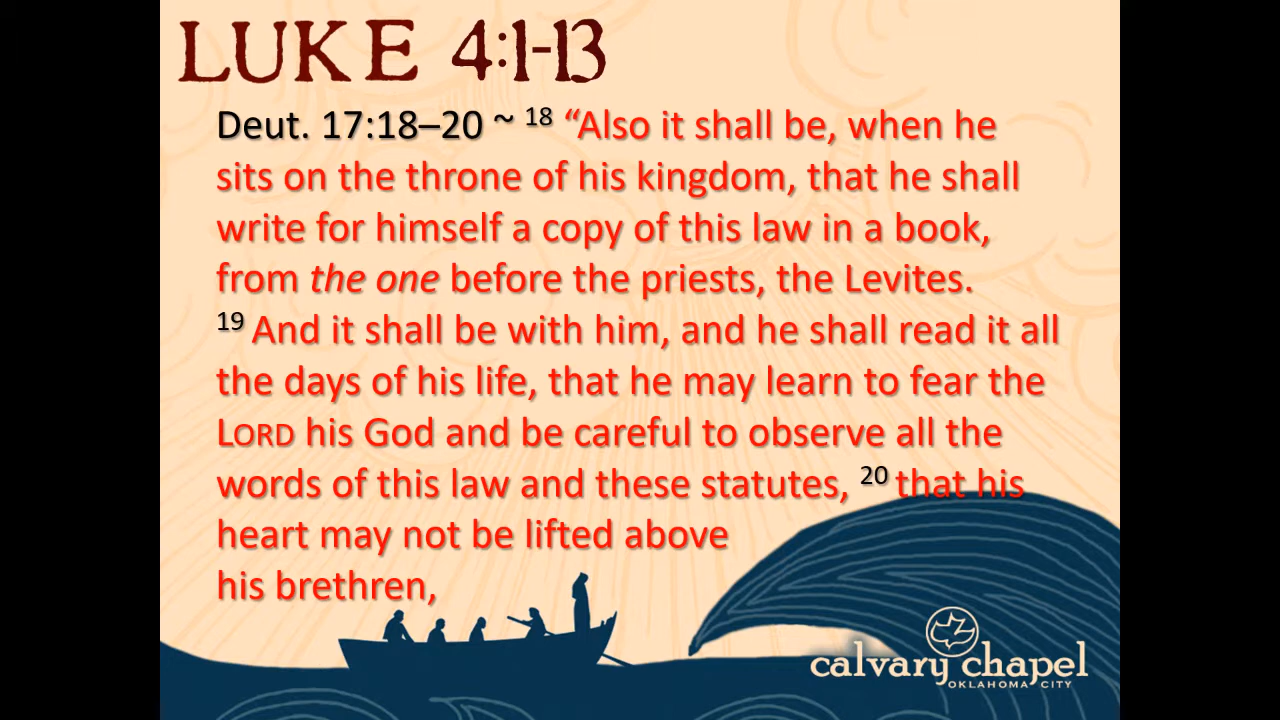 LUKE 4:1-13
Deut. 17:18–20 ~ 18 “Also it shall be, when he
sits on the throne of his kingdom, that he shall
write for himself a copy of this law in a book,
from the one before the priests, the Levites.
19 And it shall be with him, and he shall read it all
the days of his life, that he may learn to fear the
LORD his God and be careful to observe all the
words of this law and these statutes, 20 that his
heart may not be lifted above
his brethren,
calvary chapel
OKLAHOMA CITY